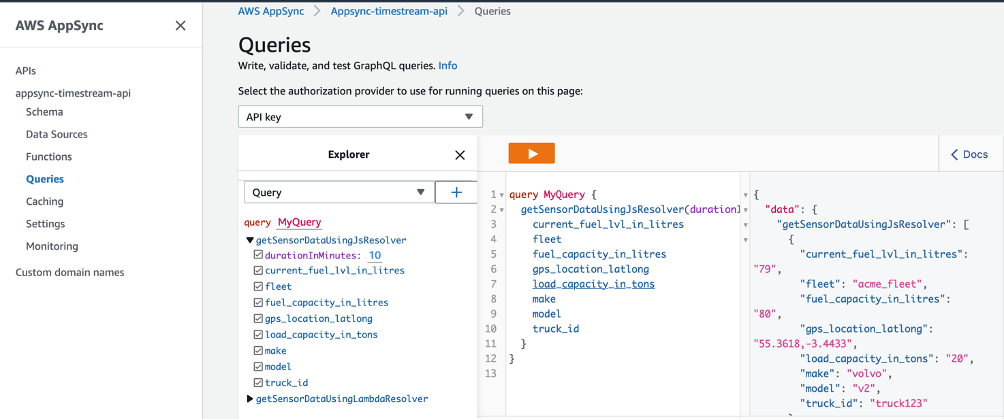 AWS AppSync
APIs
appsync-timestream-api
Schema
Data Sources
Functions
Queries
Caching
Settings
Monitoring
Custom domain names
AWS AppSync > Appsync-timestream-api > Queries
Queries
Write, validate, and test GraphQL queries. Info
Select the authorization provider to use for running queries on this page:
API key
Explorer
Query
query MyQuery
getSensorDataUsingJsResolver
durationInMinutes: 10
current_fuel_lvl_in_litres
fleet
fuel_capacity_in_litres
gps_location_latlong
load_capacity_in_tons
make
model
truck_id
getSensorDataUsingLambdaResolver
Docs
1 query MyQuery {
2 getSensorDataUsingJsResolver(durationI
3 current_fuel_lvl_in_litres
4 fleet
5 fuel_capacity_in_litres
6 gps_location_latlong
7 load_capacity_in_tons
8 make
9 model
10 truck_id
11 }
12 }
13
{
"data": {
"getSensorDataUsingJsResolver": [
{
"current_fuel_lvl_in_litres":
"79",
"fleet": "acme_fleet",
"fuel_capacity_in_litres":
"80",
"gps_location_latlong":
"55.3618,-3.4433",
"load_capacity_in_tons": "20",
"make": "volvo",
"model": "v2",
"truck_id": "truck123"